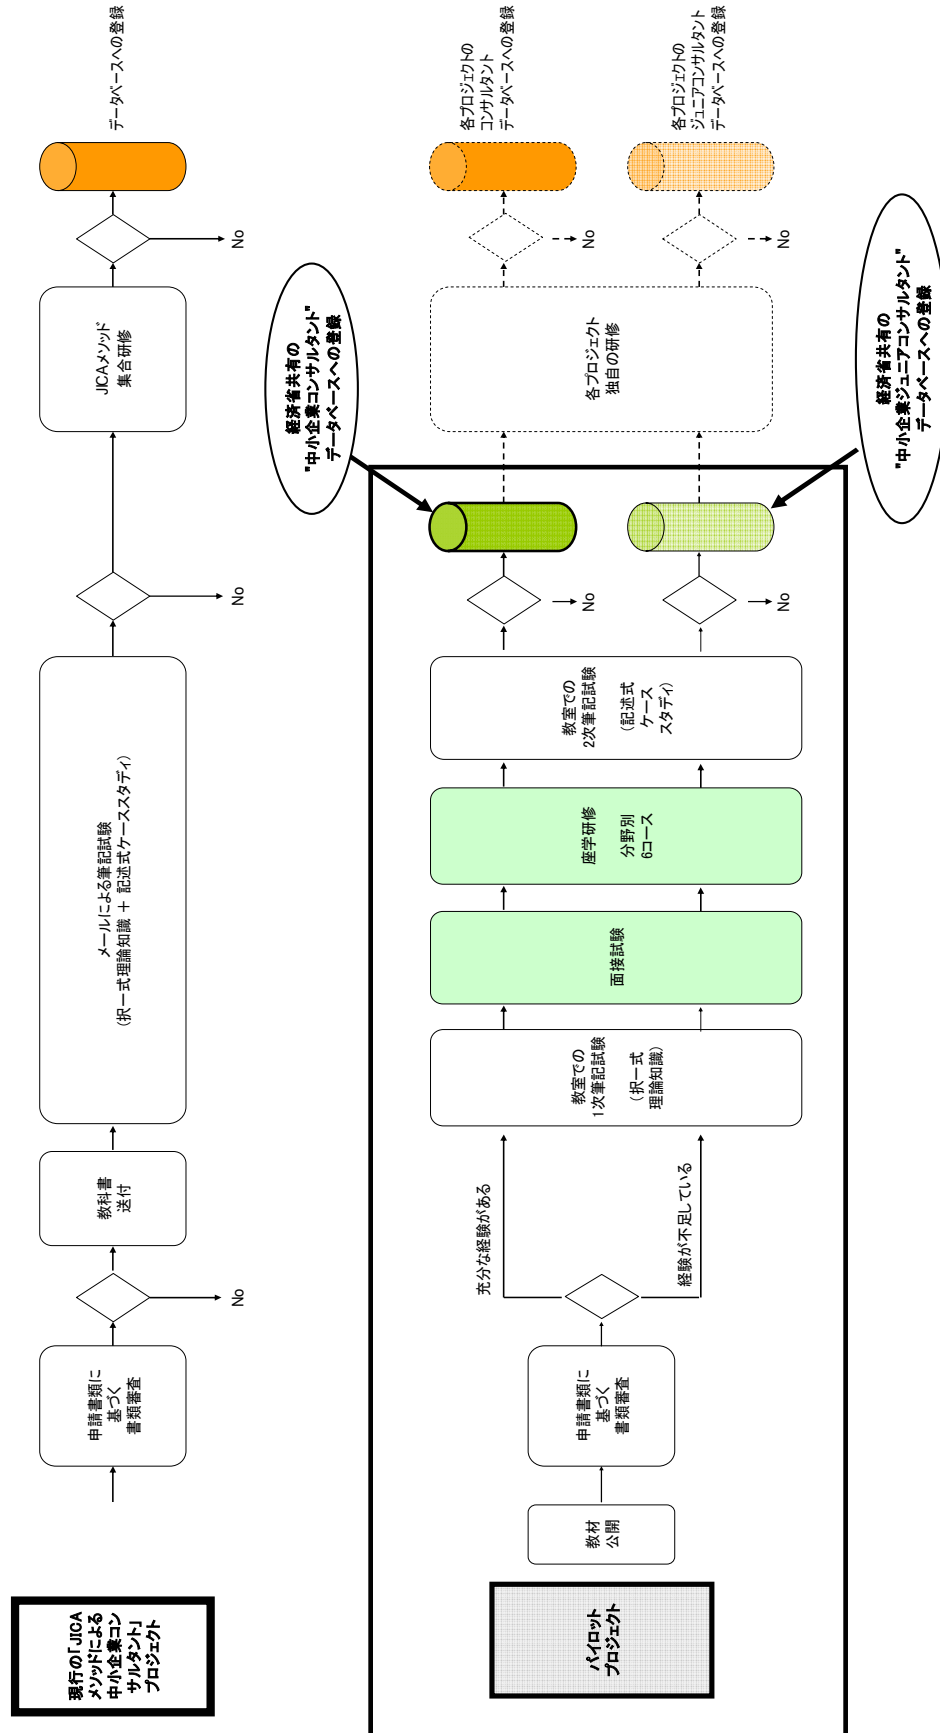 現行の「JICA
メソッドによる
中小企業コン
サルタント」
プロジェクト
申請書類に
基づく
書類審査
No
教科書
送付
メールによる筆記試験
(択一式理論知識 + 記述式ケーススタディ)
No
JICAメソッド
集合研修
No
データベースへの登録
パイロット
プロジェクト
教材
公開
申請書類に
基づく
書類審査
充分な経験がある
経験が不足している
教室での
1次筆記試験
(択一式
理論知識)
面接試験
座学研修
分野別
6コース
教室での
2次筆記試験
(記述式
ケース
スタディ)
No
No
経済省共有の
"中小企業コンサルタント"
データベースへの登録
経済省共有の
"中小企業ジュニアコンサルタント"
データベースへの登録
各プロジェクト
独自の研修
No
No
各プロジェクトの
コンサルタント
データベースへの登録
各プロジェクトの
ジュニアコンサルタント
データベースへの登録